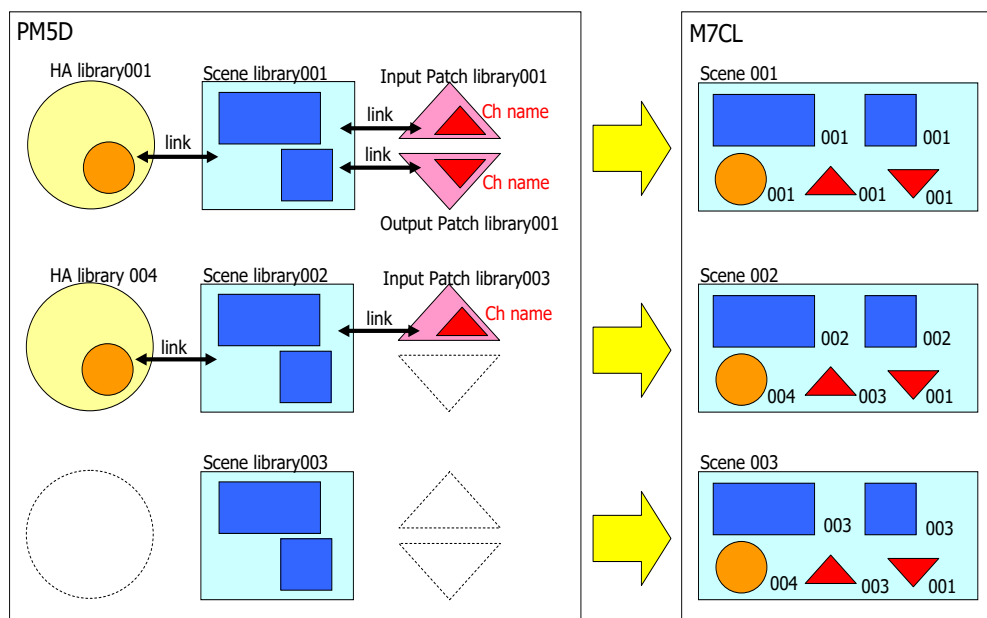 PM5D
HA library001
Scene library001
Input Patch library001
link
link
link
Ch name
Ch name
Output Patch library001
HA library 004
Scene library002
Input Patch library003
link
link
Ch name
Scene library003
M7CL
Scene 001
001
001
001
001
001
Scene 002
002
002
004
003
001
Scene 003
003
003
004
003
001